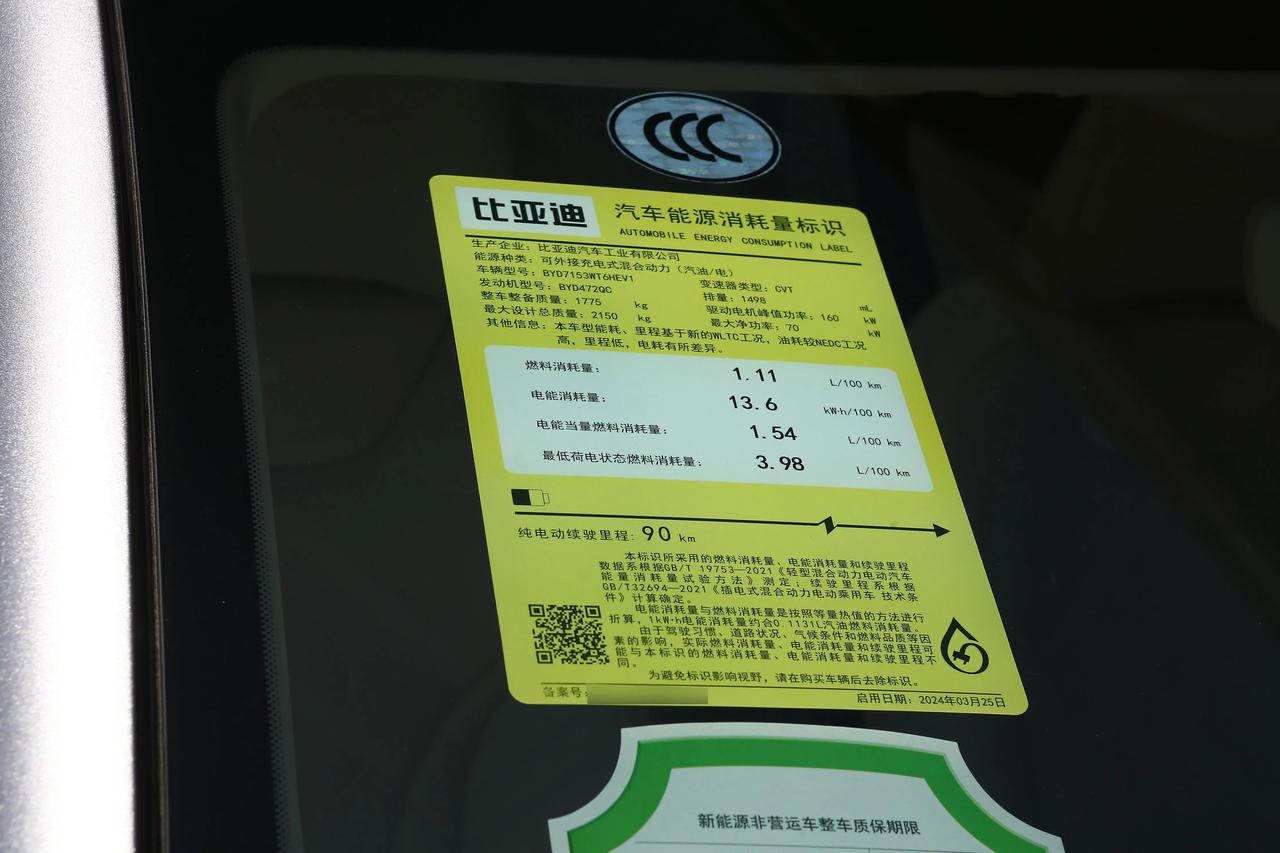 CCC
比亚迪 汽车能源消耗量标识
AUTOMOBILE ENERGY CONSUMPTION LABEL
生产企业：比亚迪汽车工业有限公司
能源种类：可外接充电式混合动力（汽油/电）
车辆型号：BYD7153WT6HEV1 变速器类型：CVT
发动机型号：BYD472QC 排量：1498 mL
整车整备质量：1775 kg 驱动电机峰值功率：160 kW
最大设计总质量：2150 kg 最大净功率：70 kW
其他信息：本车型能耗、里程基于新的WLTC工况，油耗较NEDC工况
高，里程低，电耗有所差异。
燃料消耗量： 1.11 L/100 km
电能消耗量： 13.6 kW·h/100 km
电能当量燃料消耗量： 1.54 L/100 km
最低荷电状态燃料消耗量： 3.98 L/100 km
纯电动续驶里程：90 km
本标识所采用的燃料消耗量、电能消耗量和续驶里程
数据系根据GB/T 19753—2021《轻型混合动力电动汽车
能量消耗量试验方法》测定；续驶里程系根据
GB/T32694—2021《插电式混合动力电动乘用车 技术条
件》计算确定。
电能消耗量与燃料消耗量是按照等量热值的方法进行
折算，1kW·h电能消耗量约合0.1131L汽油燃料消耗量。
由于驾驶习惯、道路状况、气候条件和燃料品质等因
素的影响，实际燃料消耗量、电能消耗量和续驶里程可
能与本标识的燃料消耗量、电能消耗量和续驶里程不
同。
为避免标识影响视野，请在购买车辆后去除标识。
备案号： 启用日期：2024年03月25日
新能源非营运车整车质保期限